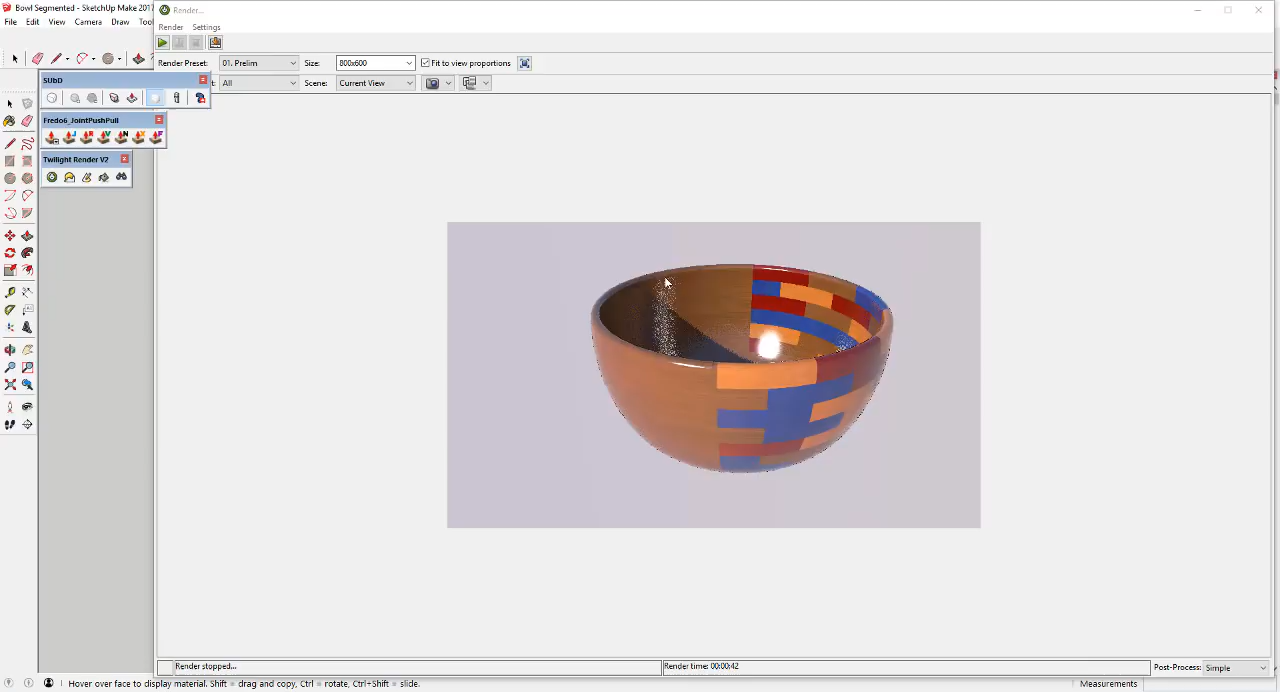 Bowl Segmented - SketchUp Make 2017
File Edit View Camera Draw
Render...
Render Settings
Render Preset: 01. Prelim Size: 800x600 Fit to view proportions
All Scene: Current View
SUbD
Fredo6_JointPushPull
J R V N X F
Twilight Render V2
Render stopped... Render time: 00:00:42 Post-Process: Simple
Hover over face to display material. Shift = drag and copy, Ctrl = rotate, Ctrl+Shift = slide. Measurements